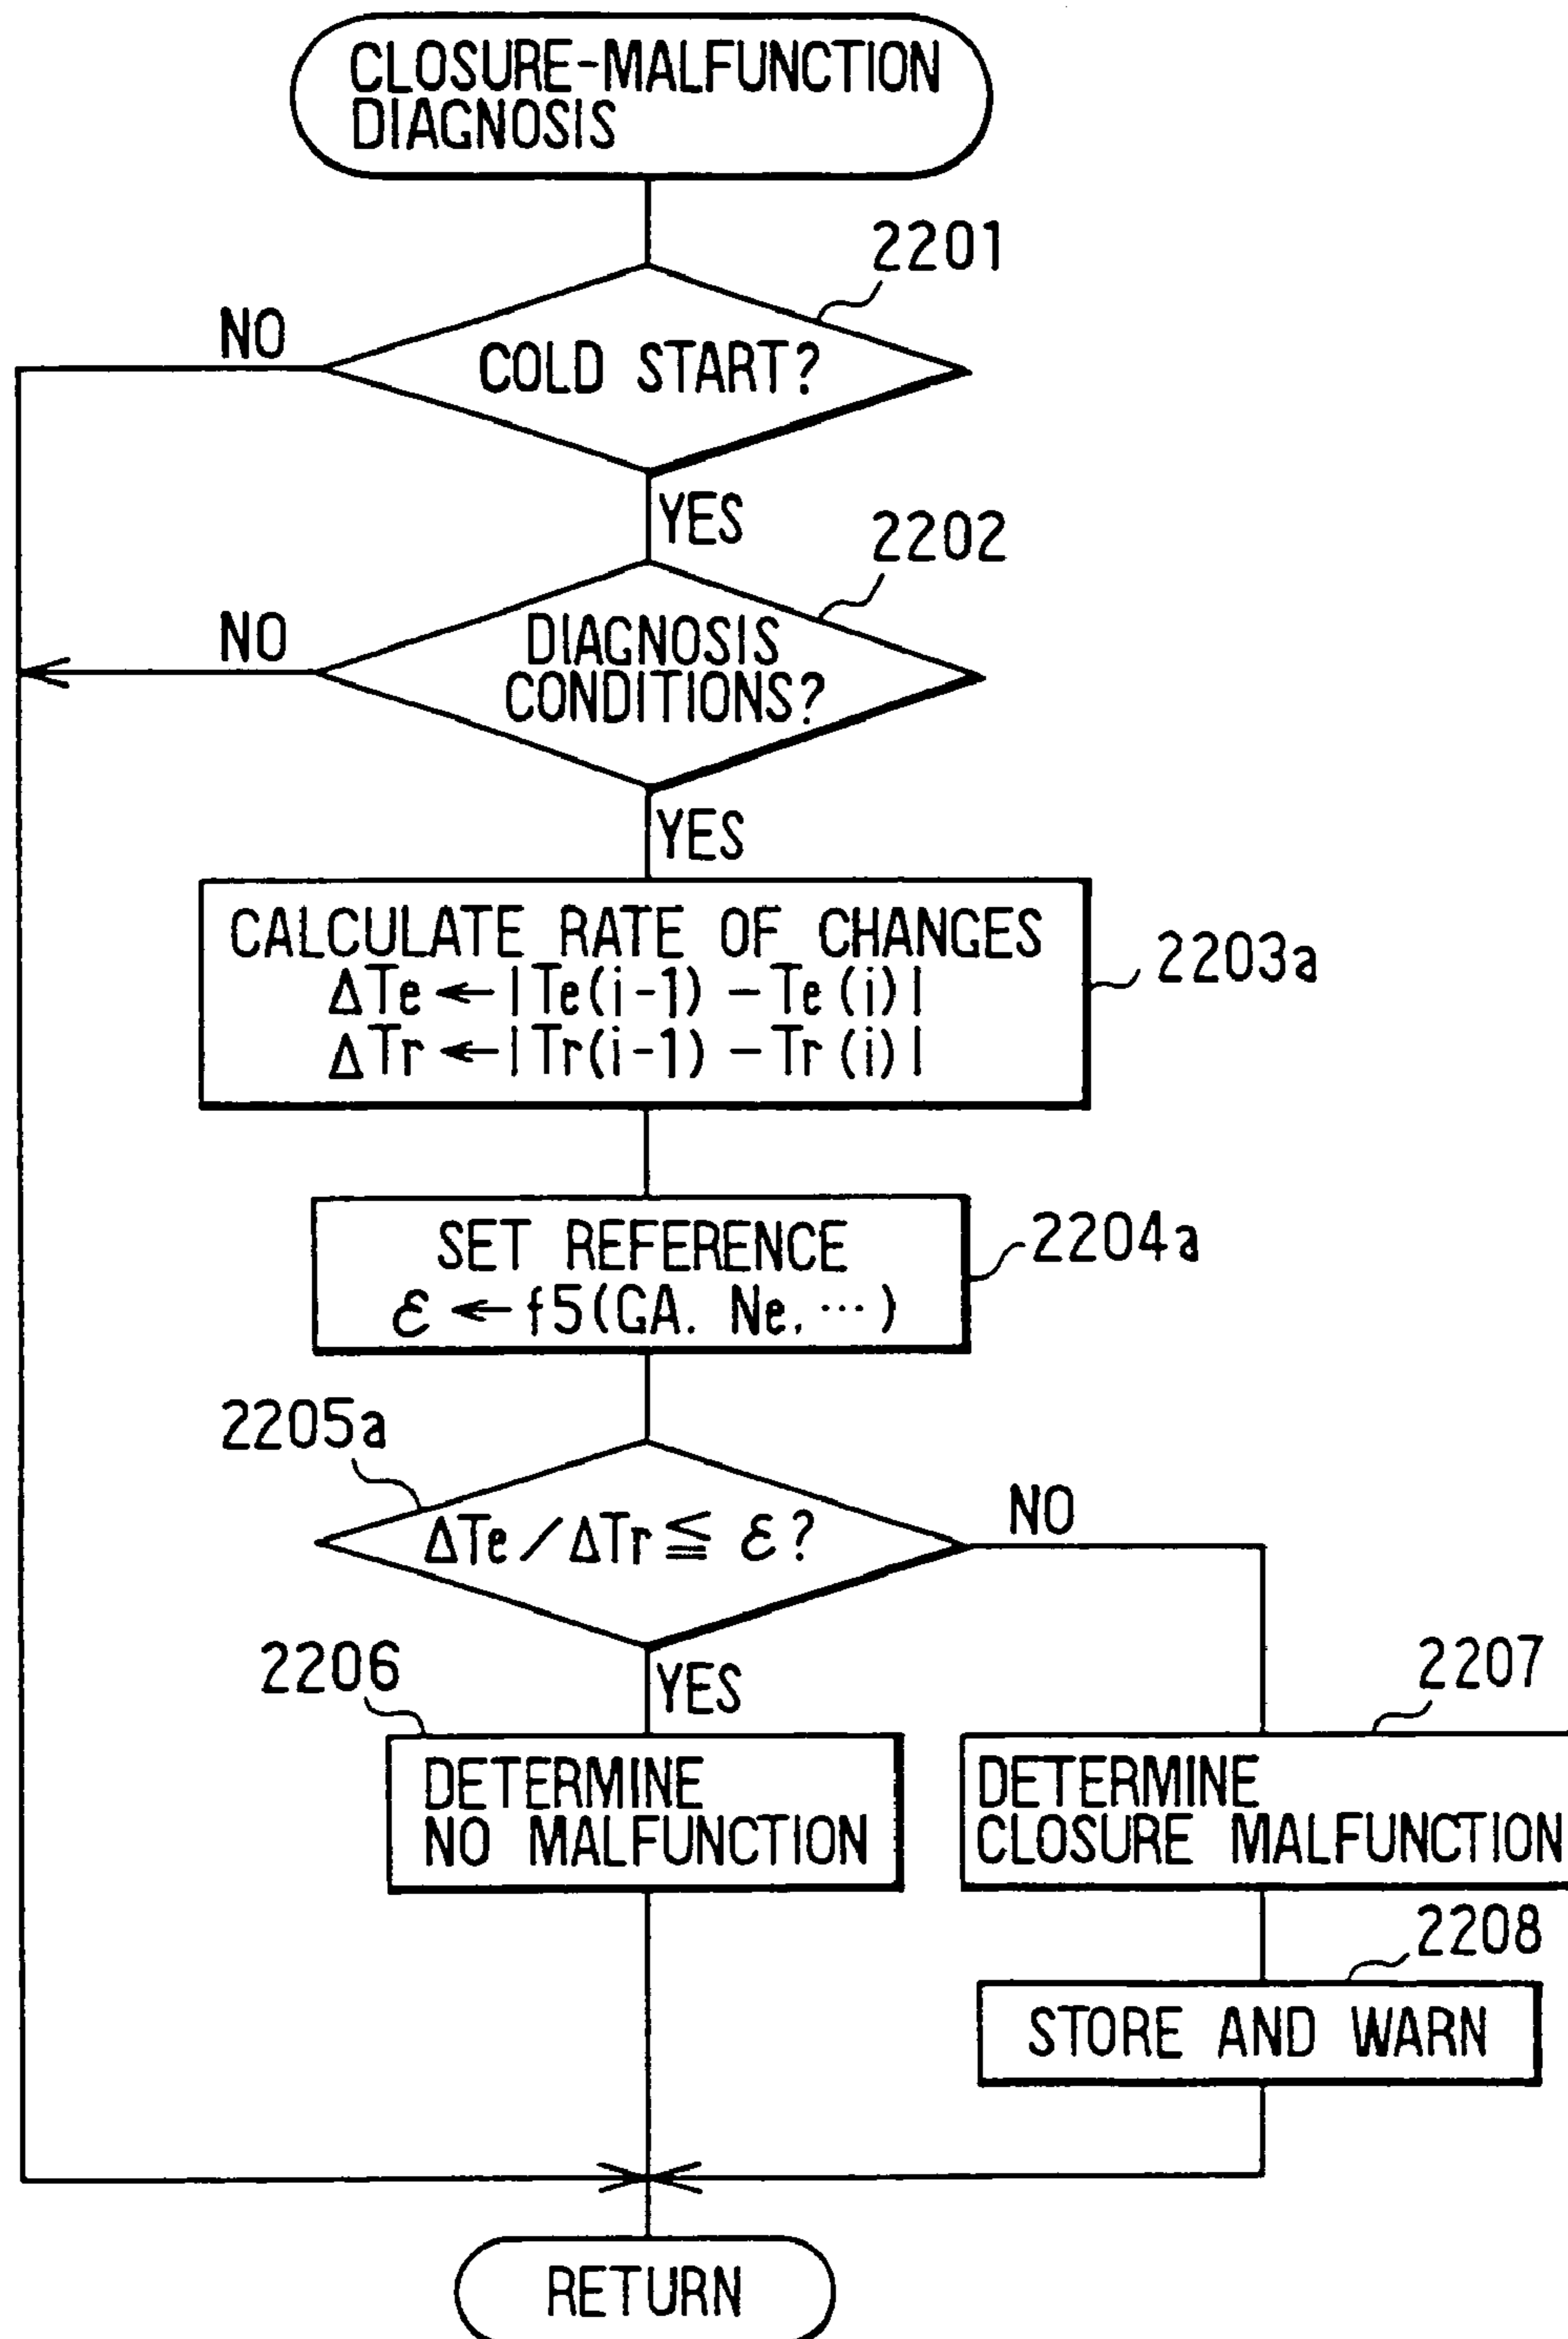 CLOSURE-MALFUNCTION
DIAGNOSIS
2201
NO
COLD START?
YES
2202
NO
DIAGNOSIS
CONDITIONS?
YES
CALCULATE RATE OF CHANGES
ΔTe ← |Te(i-1) - Te(i)|
ΔTr ← |Tr(i-1) - Tr(i)|
2203a
SET REFERENCE
ε ← f5(GA. Ne, ···)
2204a
2205a
ΔTe / ΔTr ≦ ε?
NO
YES
2206
DETERMINE
NO MALFUNCTION
2207
DETERMINE
CLOSURE MALFUNCTION
2208
STORE AND WARN
RETURN